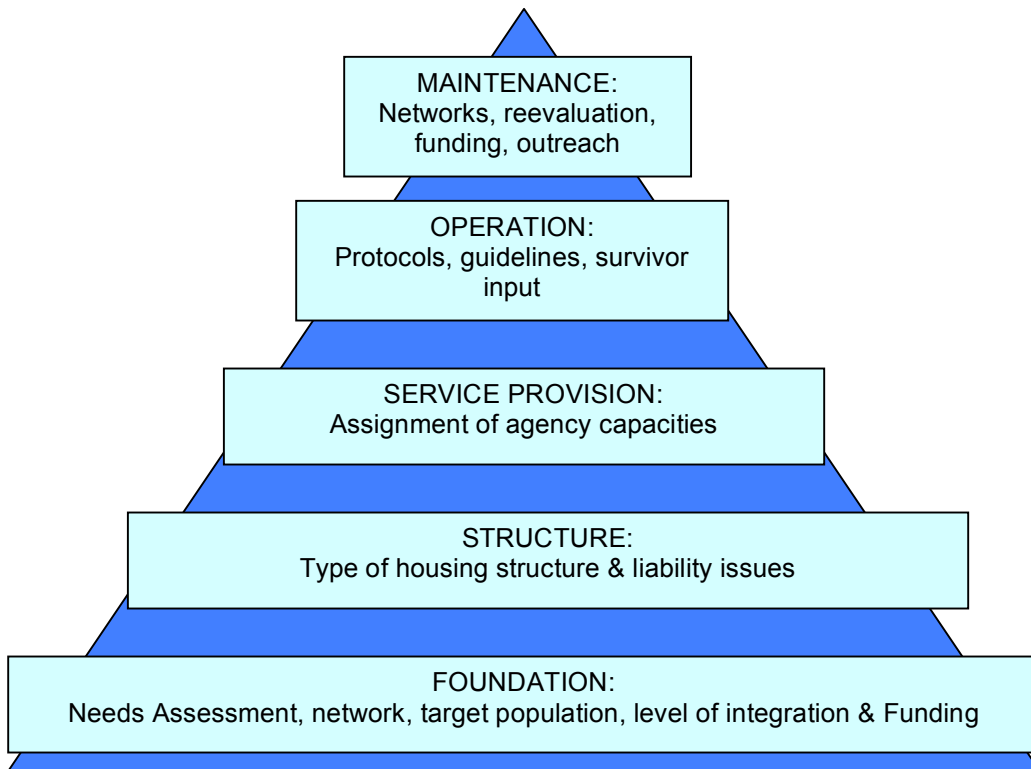 MAINTENANCE:
Networks, reevaluation,
funding, outreach
OPERATION:
Protocols, guidelines, survivor
input
SERVICE PROVISION:
Assignment of agency capacities
STRUCTURE:
Type of housing structure & liability issues
FOUNDATION:
Needs Assessment, network, target population, level of integration & Funding